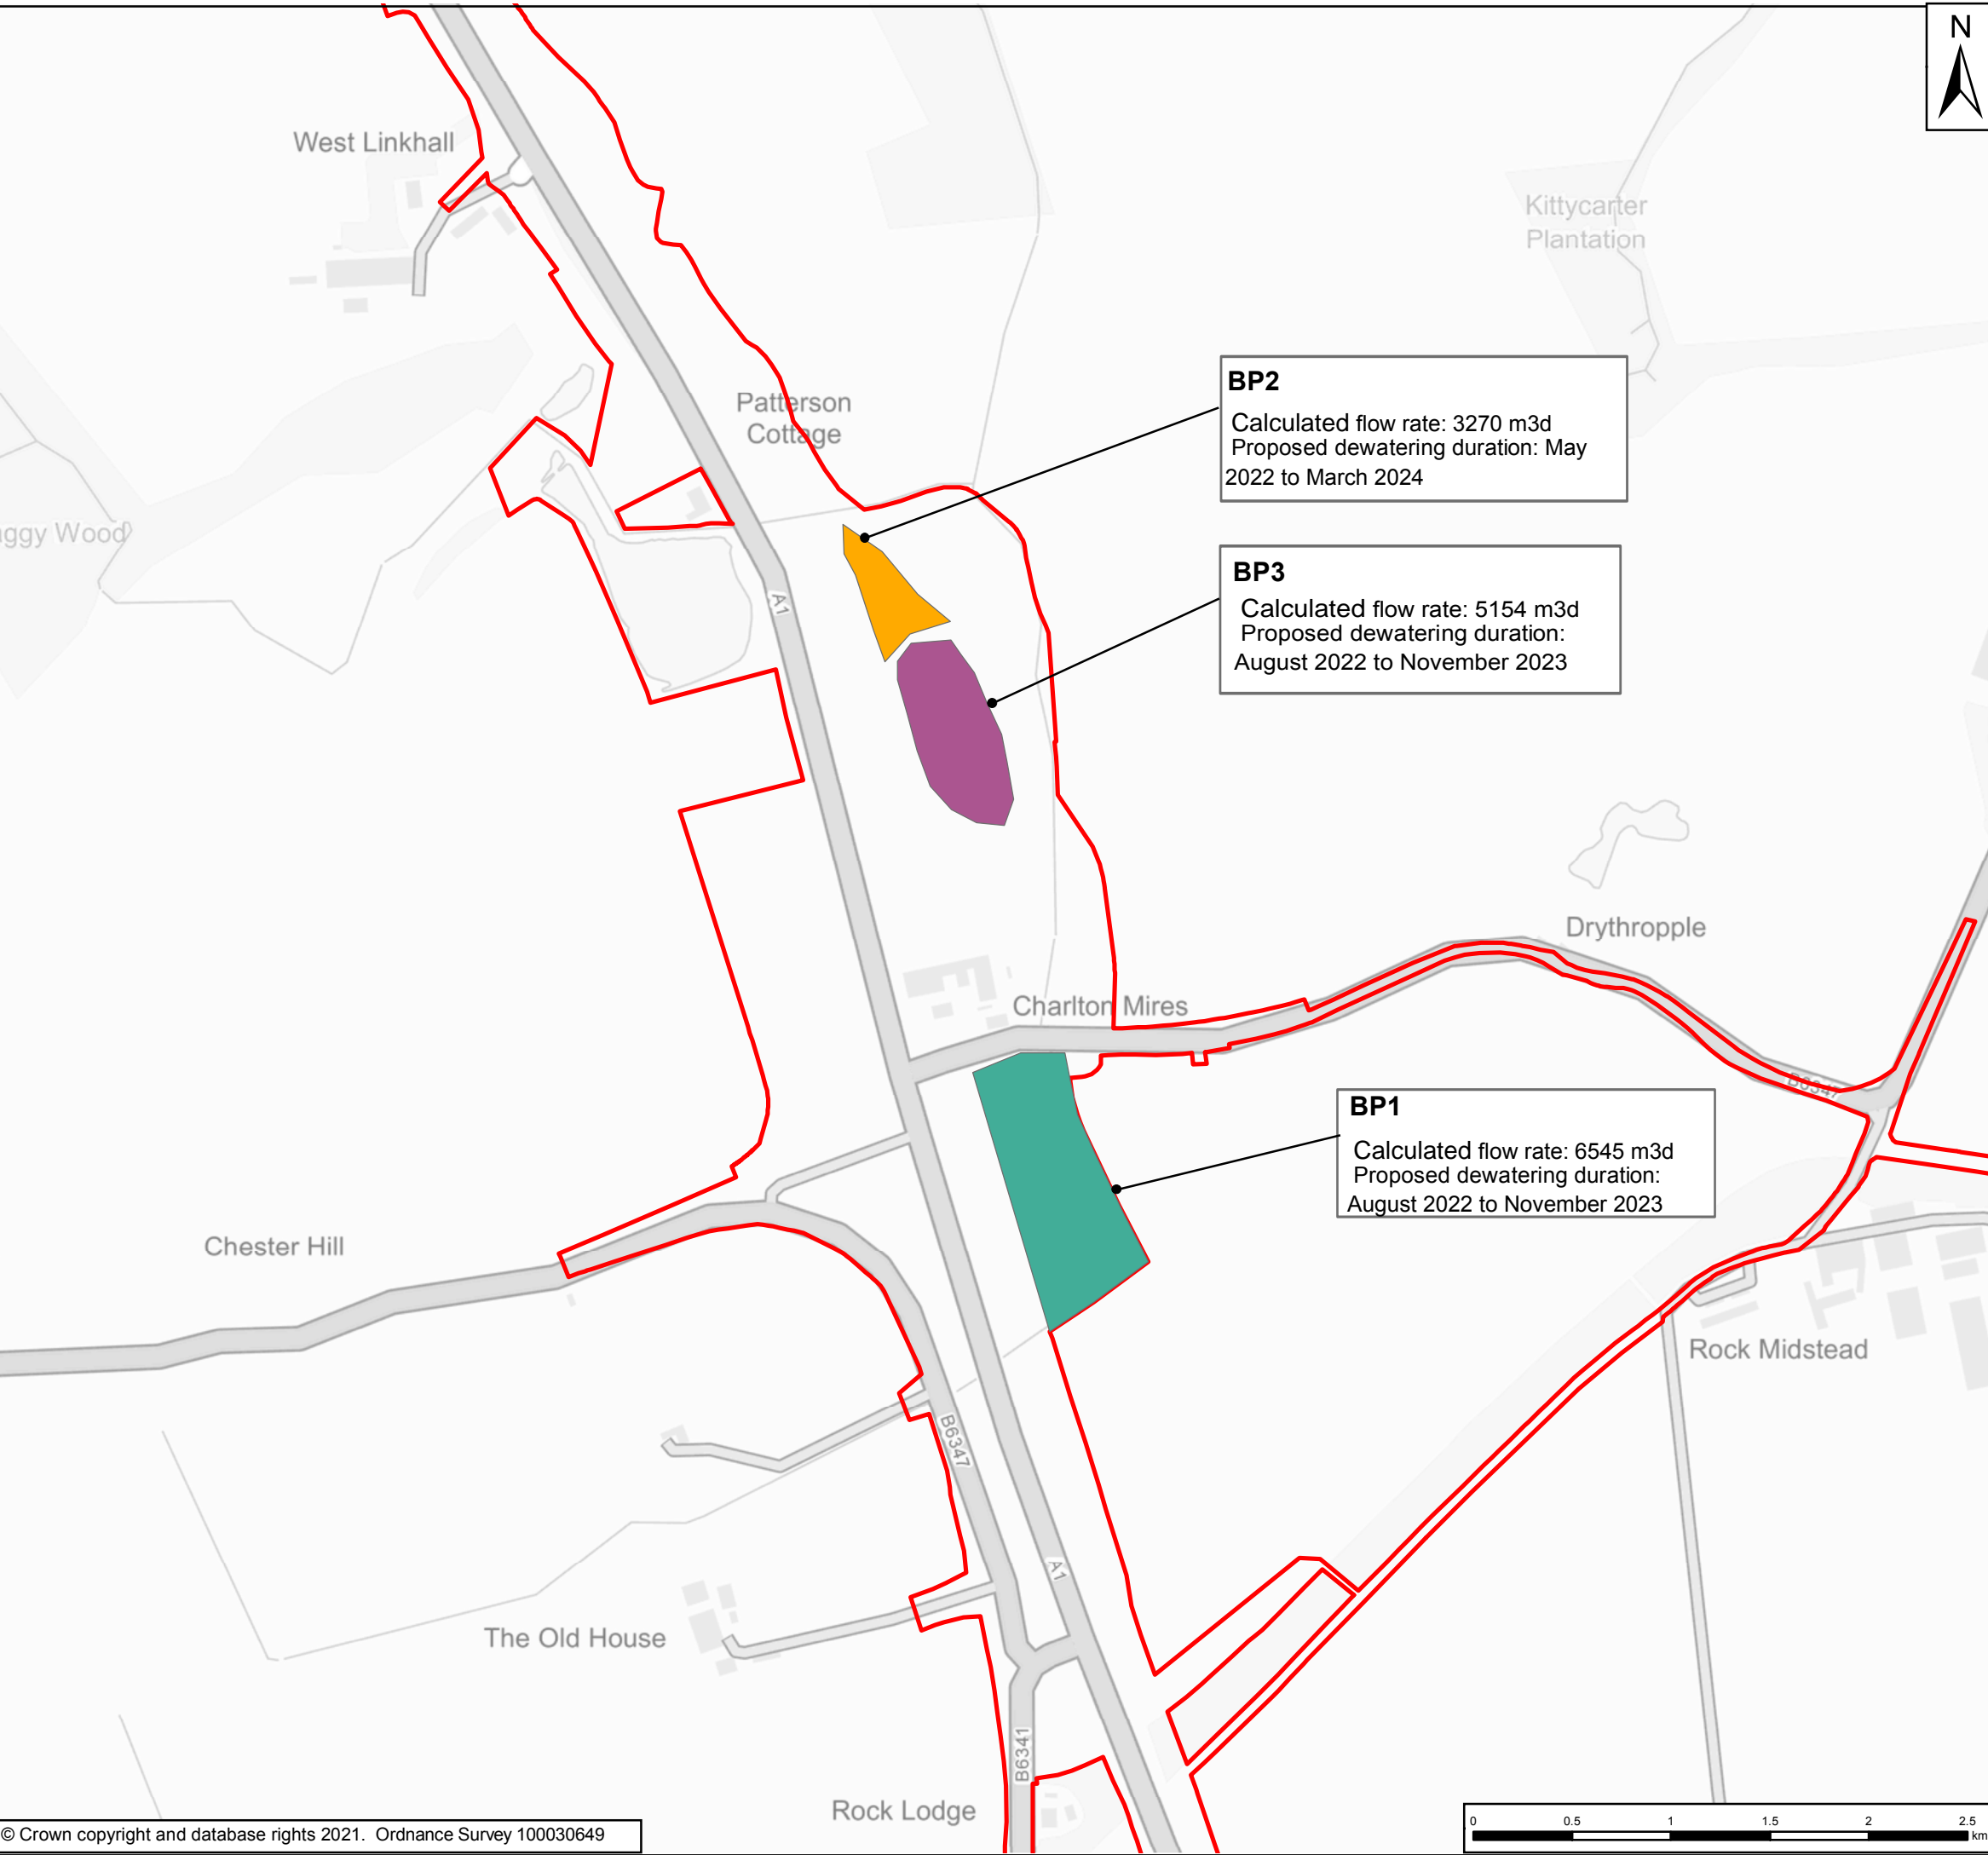 N
West Linkhall
Kittycarter
Plantation
Patterson
Cottage
BP2
Calculated flow rate: 3270 m3d
Proposed dewatering duration: May
2022 to March 2024
aggy Wood
BP3
Calculated flow rate: 5154 m3d
Proposed dewatering duration:
August 2022 to November 2023
A1
Drythropple
Charlton Mires
B6347
BP1
Calculated flow rate: 6545 m3d
Proposed dewatering duration:
August 2022 to November 2023
Chester Hill
Rock Midstead
B6347
A1
The Old House
B6341
Rock Lodge
© Crown copyright and database rights 2021. Ordnance Survey 100030649
0 0.5 1 1.5 2 2.5
km